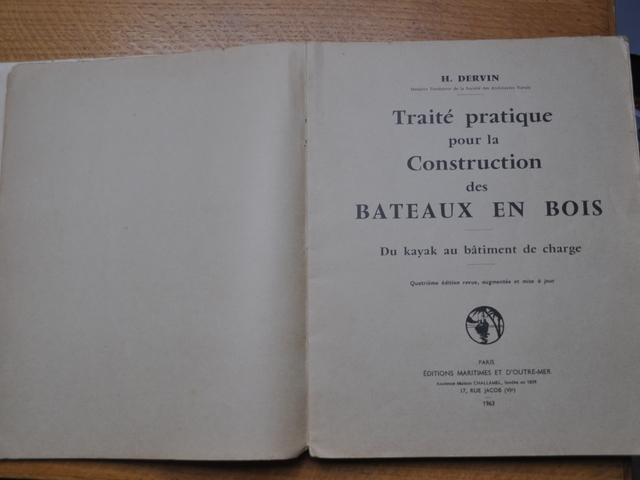 H. DERVIN
Membre Fondateur de la Société des Architectes Navals
Traité pratique
pour la
Construction
des
BATEAUX EN BOIS
Du kayak au bâtiment de charge
Quatrième édition revue, augmentée et mise à jour
PARIS
ÉDITIONS MARITIMES ET D'OUTRE-MER
Ancienne Maison CHALLAMEL, fondée en 1839
17, RUE JACOB (VIe)
1963